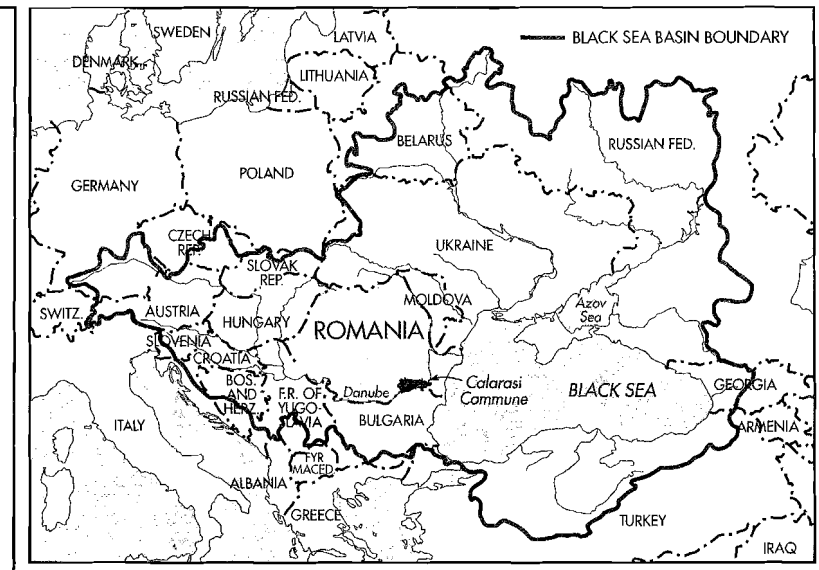 SWEDEN
LATVIA
BLACK SEA BASIN BOUNDARY
DENMARK
LITHUANIA
RUSSIAN FED.
BELARUS
RUSSIAN FED.
GERMANY
POLAND
CZECH
REP.
UKRAINE
SLOVAK
REP.
MOLDOVA
SWITZ.
AUSTRIA
HUNGARY
ROMANIA
Azov
Sea
SLOVENIA
CROATIA
BOS.
AND
HERZ.
F.R. OF
YUGO-
SLAVIA
Danube
Calarasi
Commune
BLACK SEA
GEORGIA
BULGARIA
ITALY
ARMENIA
FYR
MACED.
ALBANIA
GREECE
TURKEY
IRAQ